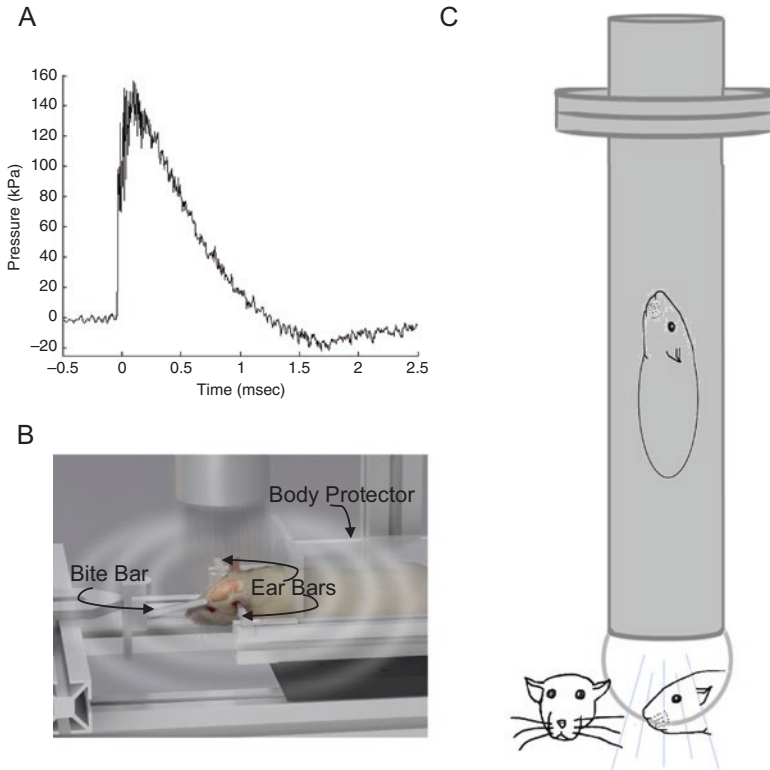 A
160
140
120
100
80
60
40
20
0
–20
Pressure (kPa)
–0.5 0 0.5 1 1.5 2 2.5
Time (msec)
B
Body Protector
Bite Bar
Ear Bars
C